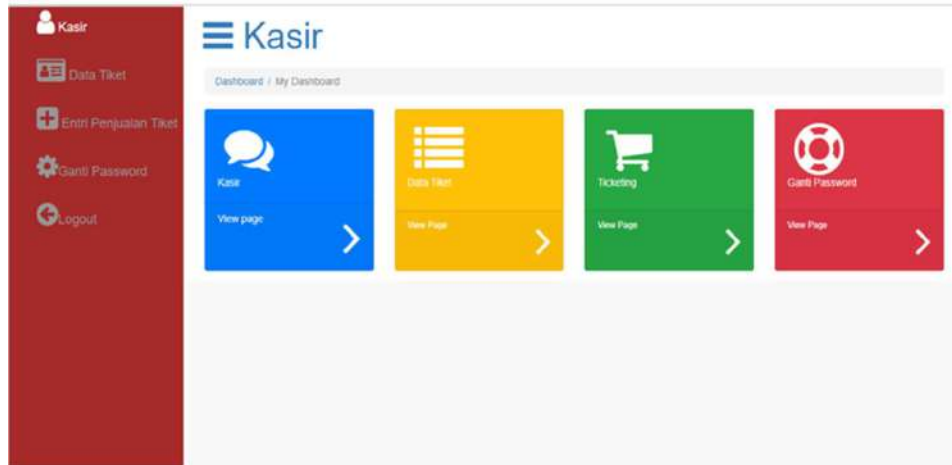 Kasir
Data Tiket
Entri Penjualan Tiket
Ganti Password
Logout
Kasir
Dashboard / My Dashboard
Kasir
View page
Data Tiket
View Page
Ticketing
View Page
Ganti Password
View Page